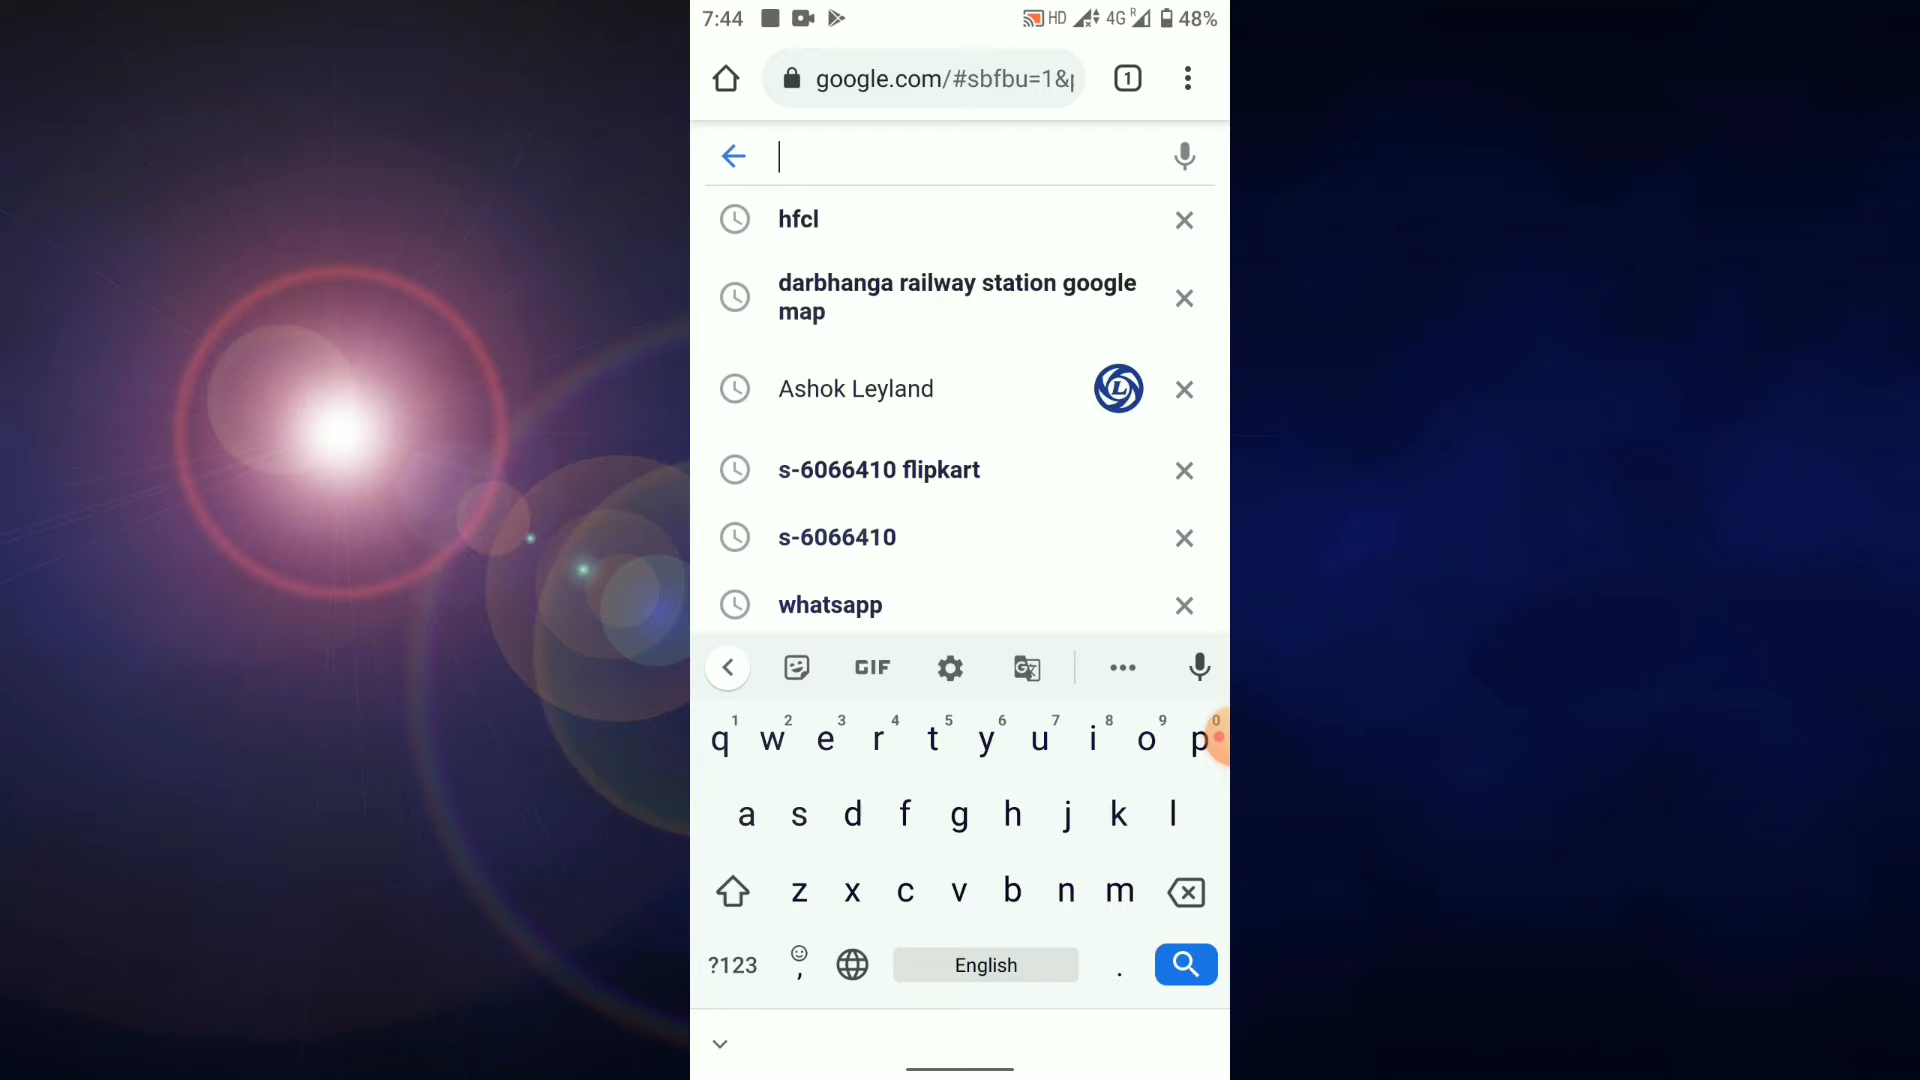 7:44 HD 4G R 48%
google.com/#sbfbu=1&p
1
hfcl
darbhanga railway station google
map
Ashok Leyland
L
s-6066410 flipkart
s-6066410
whatsapp
GIF
1 2 3 4 5 6 7 8 9 0
q w e r t y u i o p
a s d f g h j k l
z x c v b n m
?123 , English .